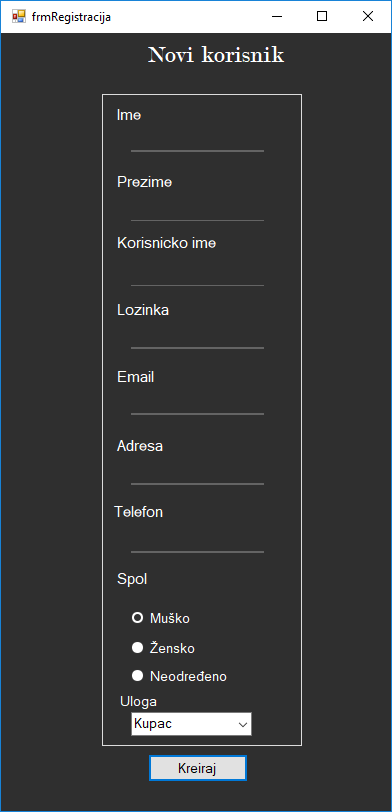 frmRegistracija
Novi korisnik
Ime
Prezime
Korisnicko ime
Lozinka
Email
Adresa
Telefon
Spol
Muško
Žensko
Neodređeno
Uloga
Kupac
Kreiraj